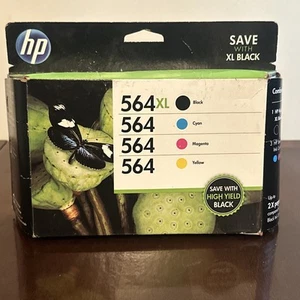 hp
SAVE
WITH
XL BLACK
564XL Black
564 Cyan
564 Magenta
564 Yellow
SAVE WITH
HIGH YIELD
BLACK